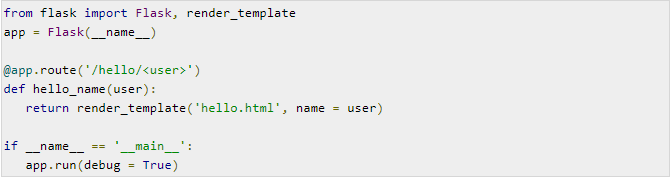 from flask import Flask, render_template
app = Flask(__name__)
@app.route('/hello/<user>')
def hello_name(user):
   return render_template('hello.html', name = user)
if __name__ == '__main__':
   app.run(debug = True)